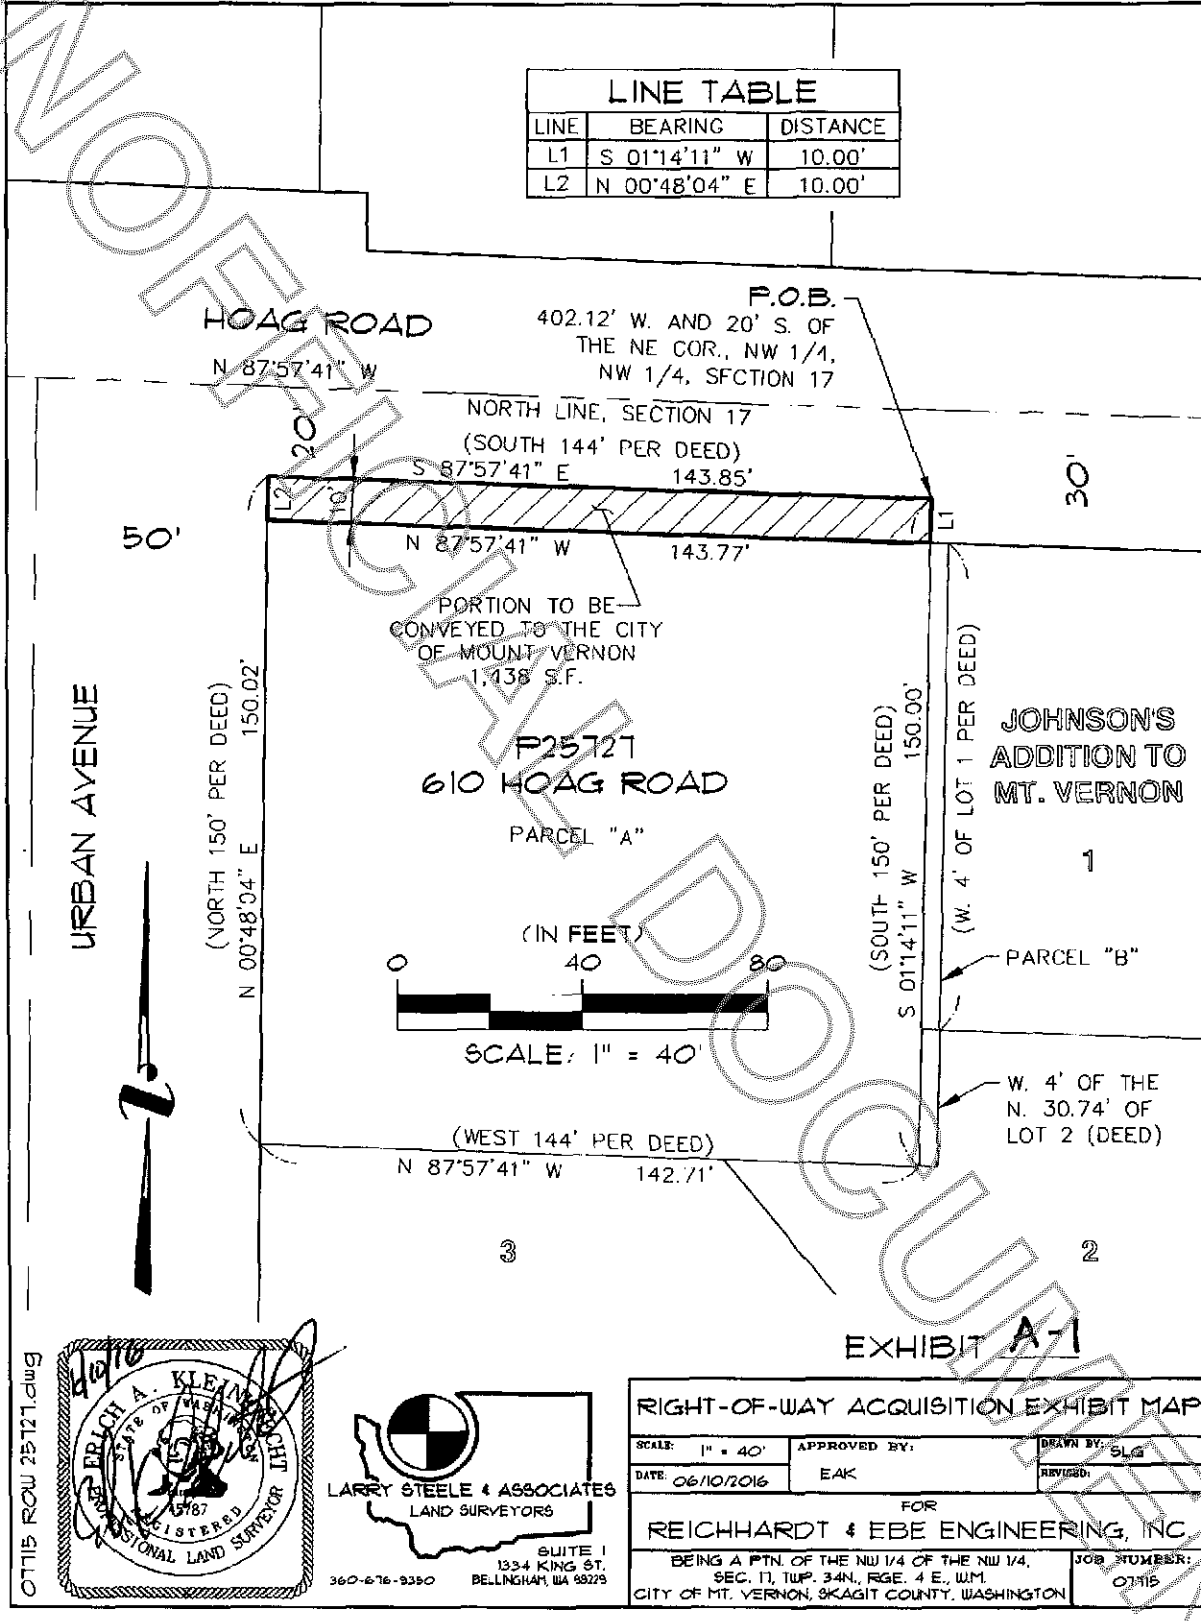 UNOFFICIAL DOCUMENT
LINE TABLE
LINE BEARING DISTANCE
L1 S 01°14'11" W 10.00'
L2 N 00°48'04" E 10.00'
P.O.B.
402.12' W. AND 20' S. OF
THE NE COR., NW 1/4,
NW 1/4, SECTION 17
HOAG ROAD
N 87°57'41" W
NORTH LINE, SECTION 17
(SOUTH 144' PER DEED)
S 87°57'41" E 143.85'
20'
30'
50'
L2
10'
L1
N 87°57'41" W 143.77'
PORTION TO BE
CONVEYED TO THE CITY
OF MOUNT VERNON
1,438 S.F.
P25727
610 HOAG ROAD
PARCEL "A"
URBAN AVENUE
(NORTH 150' PER DEED)
N 00°48'04" E 150.02'
(SOUTH 150' PER DEED)
S 01°14'11" W 150.00'
(W. 4' OF LOT 1 PER DEED)
JOHNSON'S
ADDITION TO
MT. VERNON
1
PARCEL "B"
(IN FEET)
0 40 80
SCALE: 1" = 40'
W. 4' OF THE
N. 30.74' OF
LOT 2 (DEED)
(WEST 144' PER DEED)
N 87°57'41" W 142.71'
3
2
EXHIBIT A-1
07715 ROW 25727.dwg
6/10/16
ERICH A. KLEINKNECHT
STATE OF WASHINGTON
45787
REGISTERED
PROFESSIONAL LAND SURVEYOR
LARRY STEELE & ASSOCIATES
LAND SURVEYORS
SUITE 1
1334 KING ST.
360-676-9350 BELLINGHAM, WA 98229
RIGHT-OF-WAY ACQUISITION EXHIBIT MAP
SCALE: 1" = 40' APPROVED BY: DRAWN BY: SLG
DATE: 06/10/2016 EAK REVISED:
FOR
REICHHARDT & EBE ENGINEERING, INC.
BEING A PTN. OF THE NW 1/4 OF THE NW 1/4,
SEC. 17, TWP. 34N., RGE. 4 E., W.M.
CITY OF MT. VERNON, SKAGIT COUNTY, WASHINGTON
JOB NUMBER:
07715